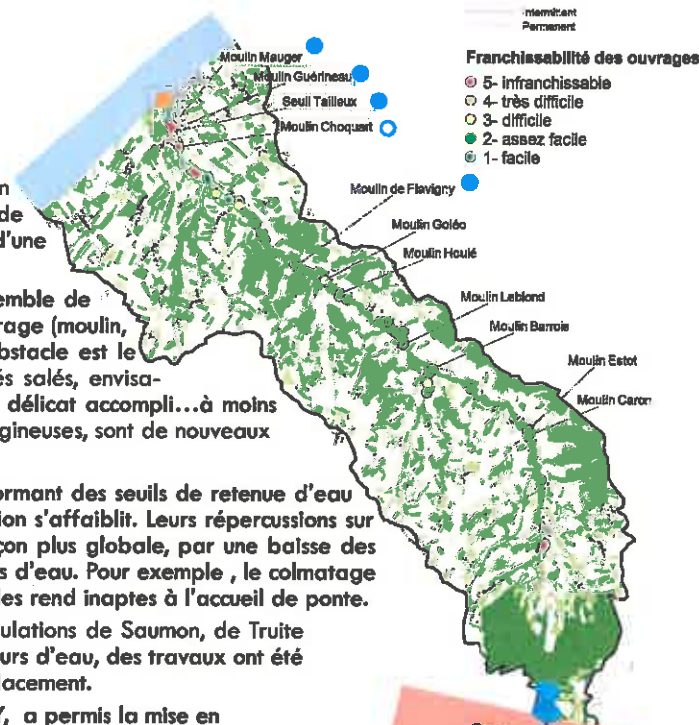 Intermittent
Permanent
Franchissabilité des ouvrages
5- infranchissable
4- très difficile
3- difficile
2- assez facile
1- facile
Moulin Mauger
Moulin Guérineau
Seuil Tailleux
Moulin Choquart
Moulin de Flavigny
Moulin Goléo
Moulin Houlé
Moulin Leblond
Moulin Barrois
Moulin Estot
Moulin Caron
n
de
d'une
emble de
rage (moulin,
bstacle est le
és salés, envisa-
délicat accompli...à moins
gineuses, sont de nouveaux
ormant des seuils de retenue d'eau
ion s'affaiblit. Leurs répercussions sur
çon plus globale, par une baisse des
s d'eau. Pour exemple , le colmatage
les rend inaptes à l'accueil de ponte.
ulations de Saumon, de Truite
urs d'eau, des travaux ont été
lacement.
Y, a permis la mise en